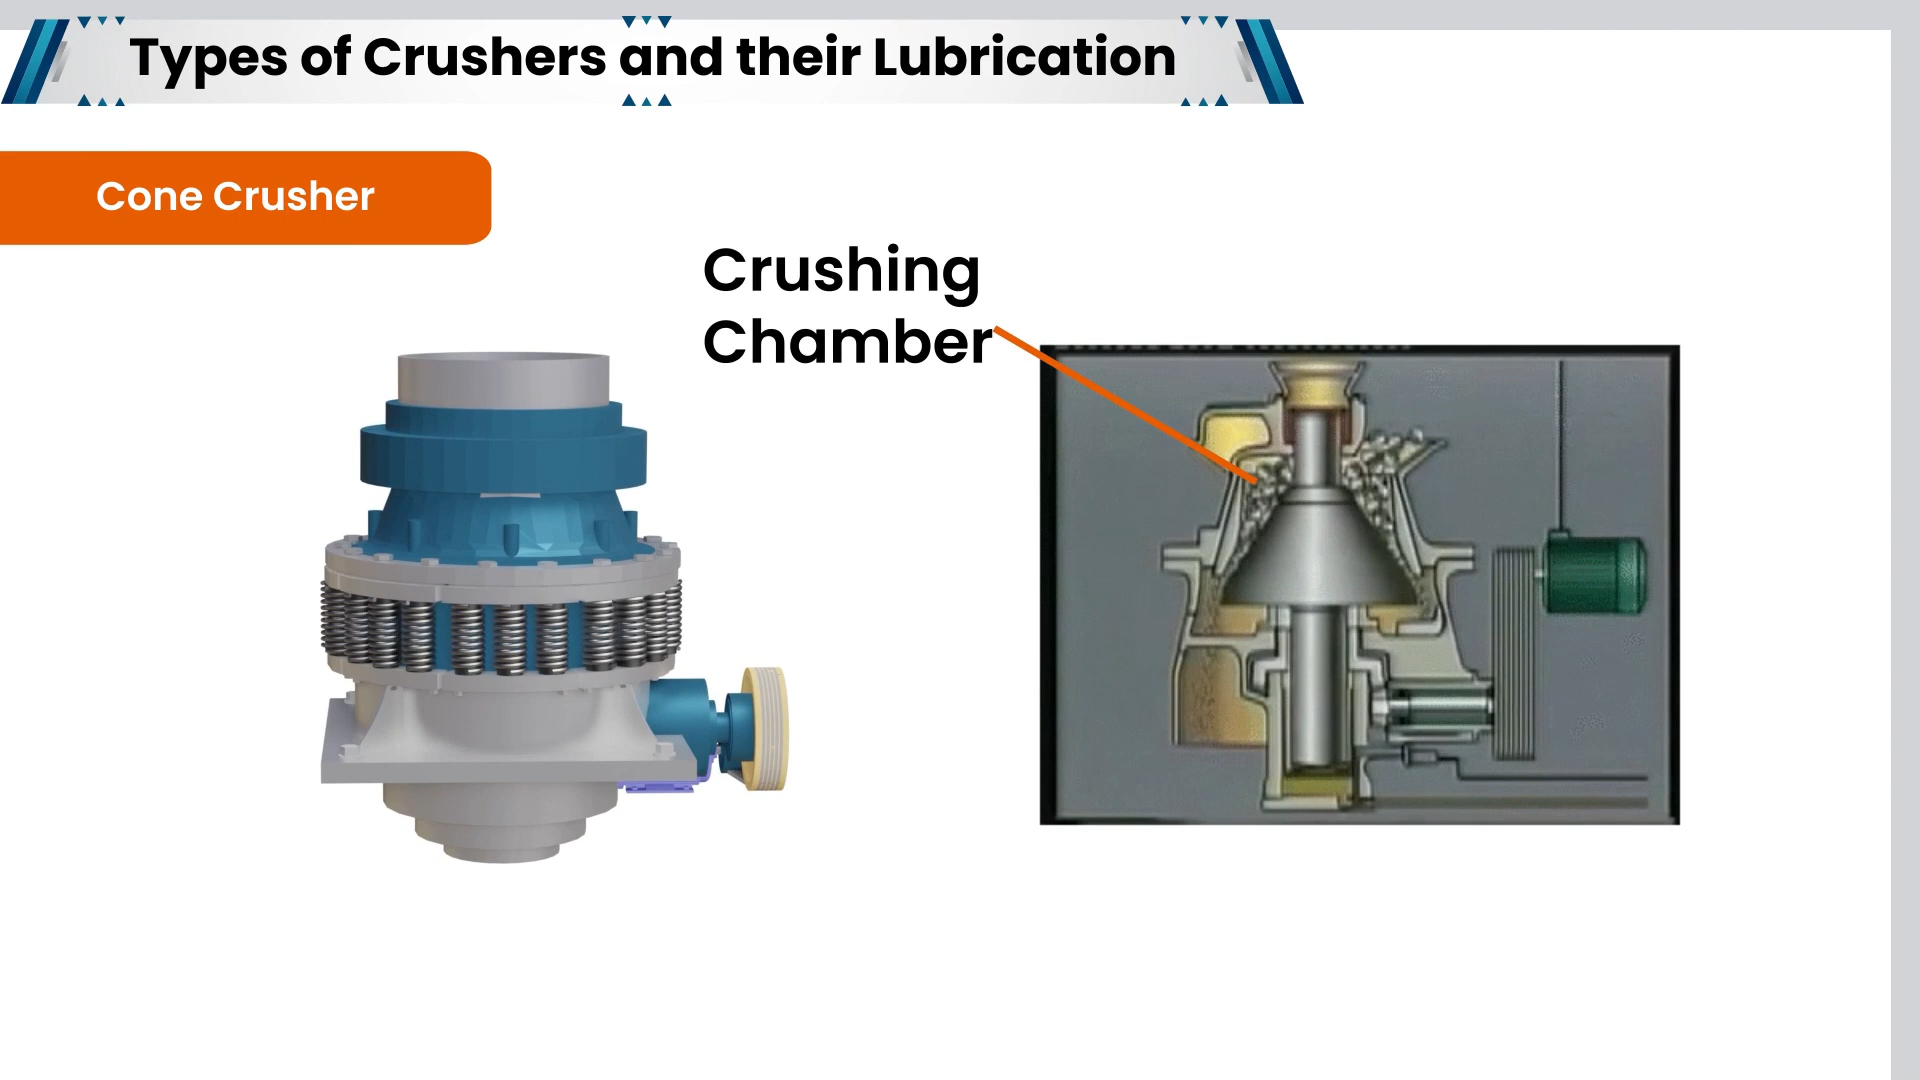 Types of Crushers and their Lubrication
Cone Crusher
Crushing
Chamber